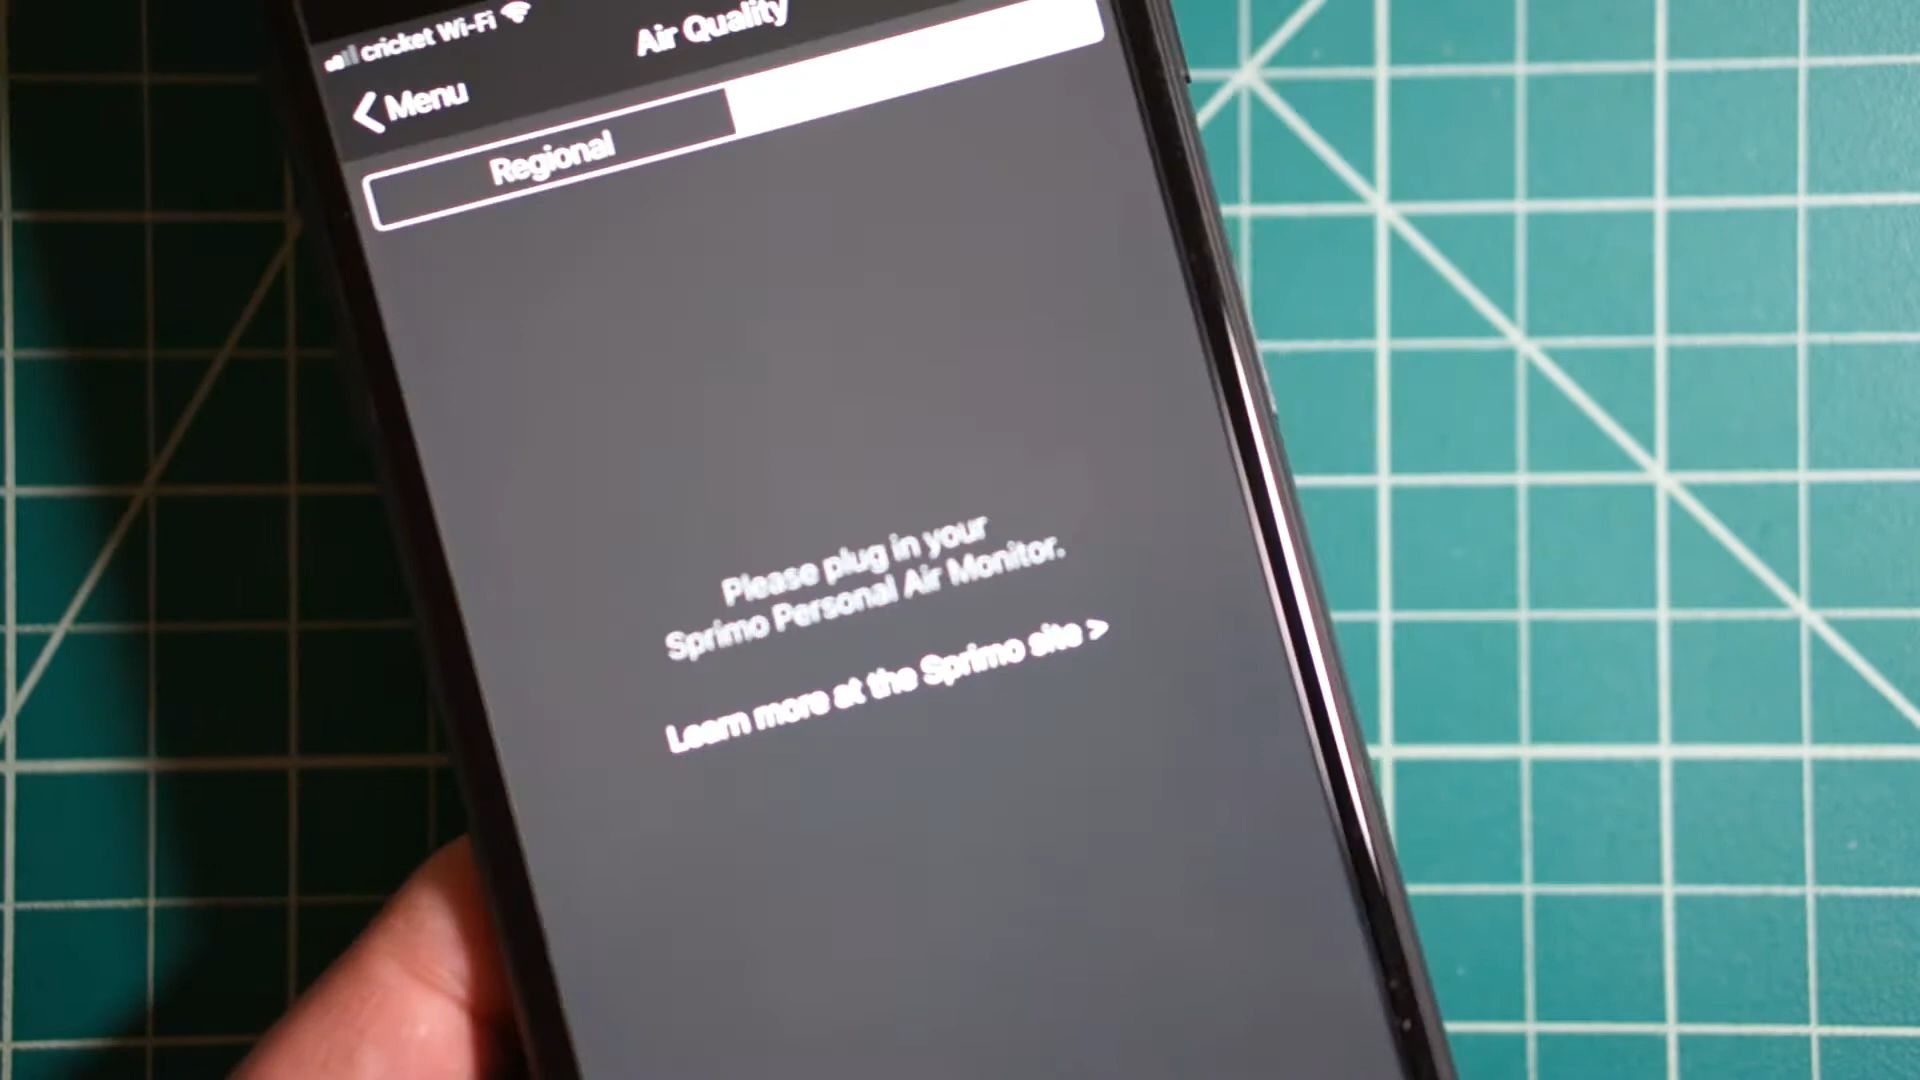 cricket Wi-Fi
Air Quality
Menu
Regional
Please plug in your
Sprimo Personal Air Monitor.
Learn more at the Sprimo site >